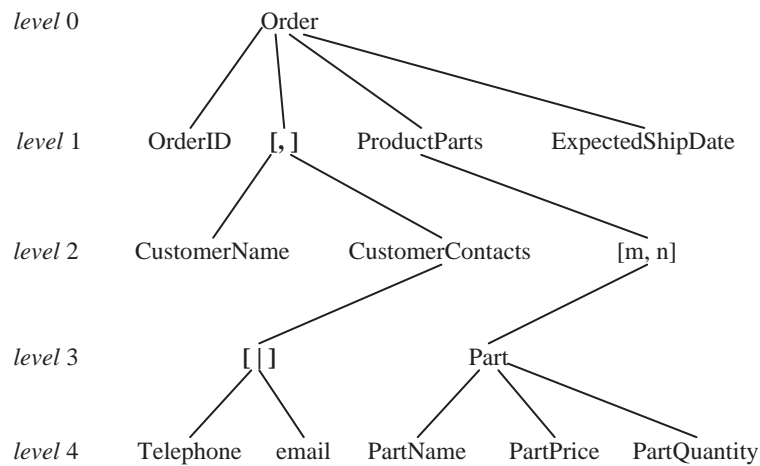 level 0 Order
level 1 OrderID [, ] ProductParts ExpectedShipDate
level 2 CustomerName CustomerContacts [m, n]
level 3 [ | ] Part
level 4 Telephone email PartName PartPrice PartQuantity